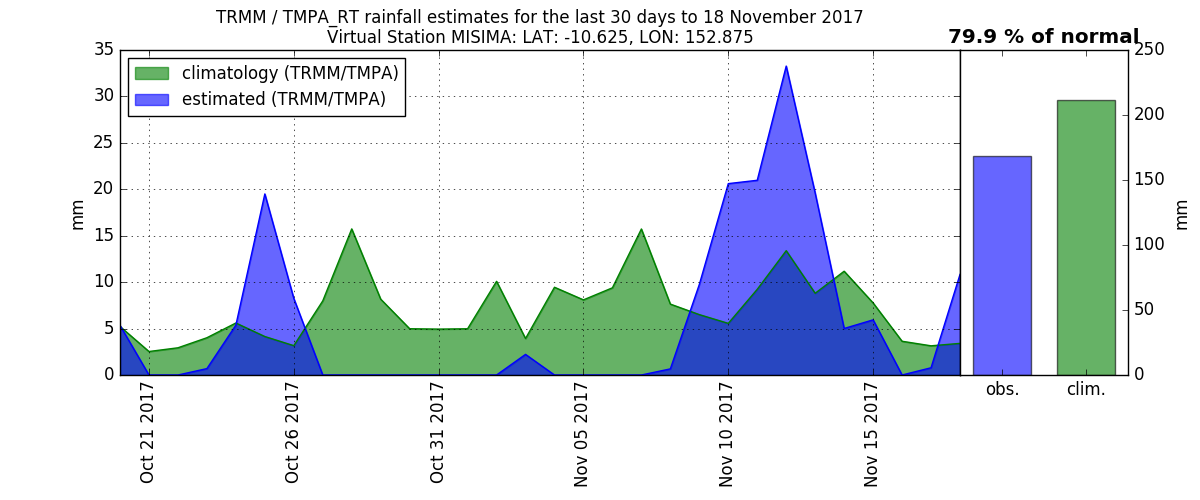 TRMM / TMPA_RT rainfall estimates for the last 30 days to 18 November 2017
Virtual Station MISIMA: LAT: -10.625, LON: 152.875
79.9 % of normal
climatology (TRMM/TMPA)
estimated (TRMM/TMPA)
35
30
25
20
15
10
5
0
mm
Oct 21 2017
Oct 26 2017
Oct 31 2017
Nov 05 2017
Nov 10 2017
Nov 15 2017
obs.
clim.
250
200
150
100
50
0
mm